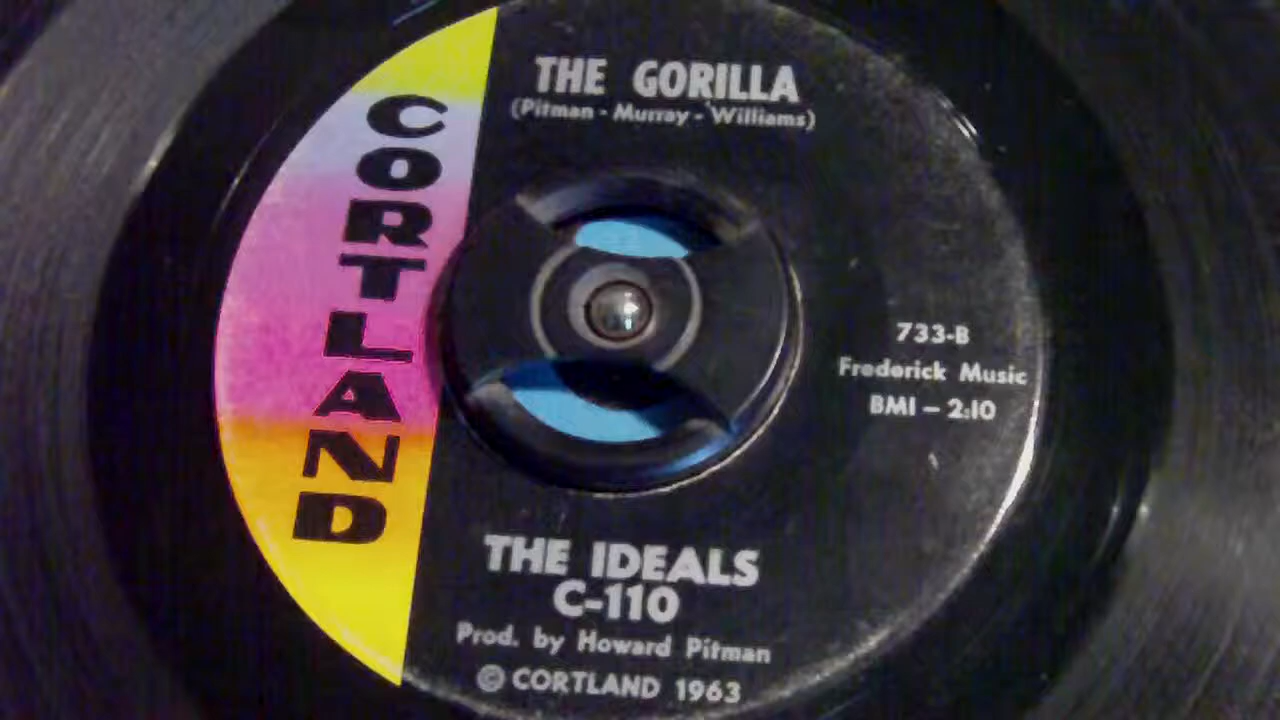 THE GORILLA
(Pitman - Murray - Williams)
CORTLAND
733-B
Frederick Music
BMI - 2:10
THE IDEALS
C-110
Prod. by Howard Pitman
© CORTLAND 1963